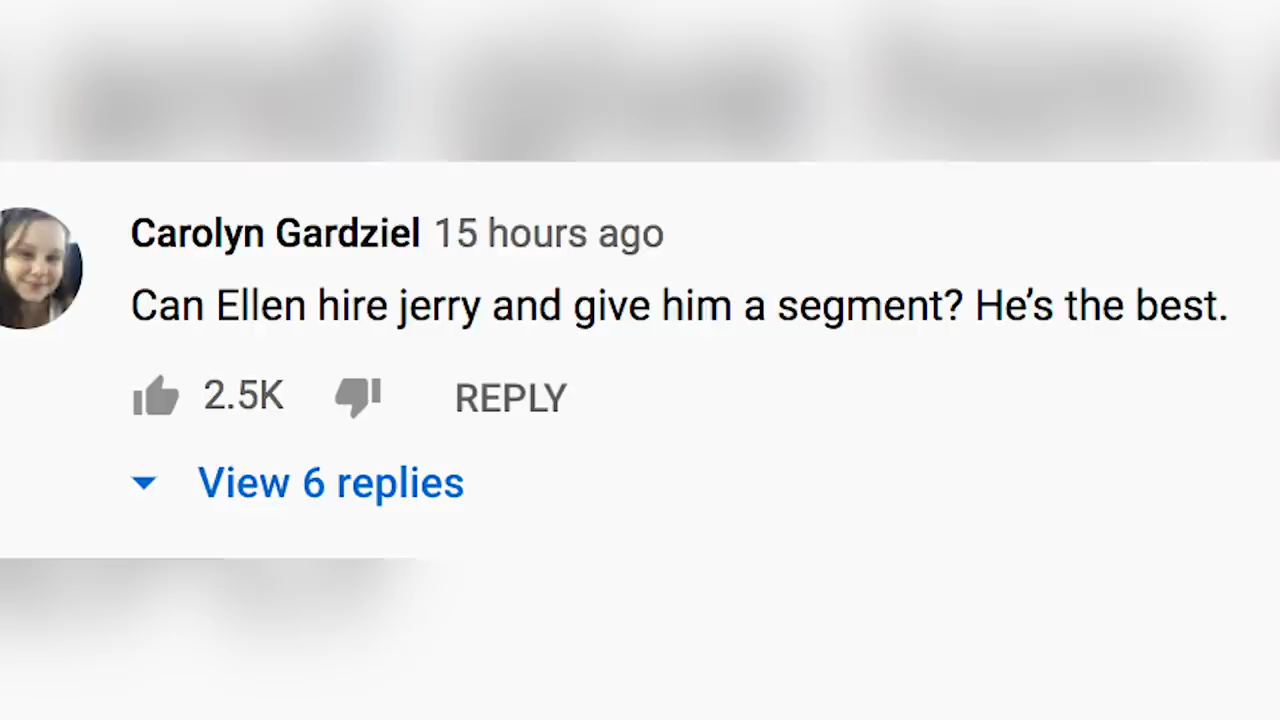 Carolyn Gardziel 15 hours ago
Can Ellen hire jerry and give him a segment? He’s the best.
2.5K REPLY
View 6 replies